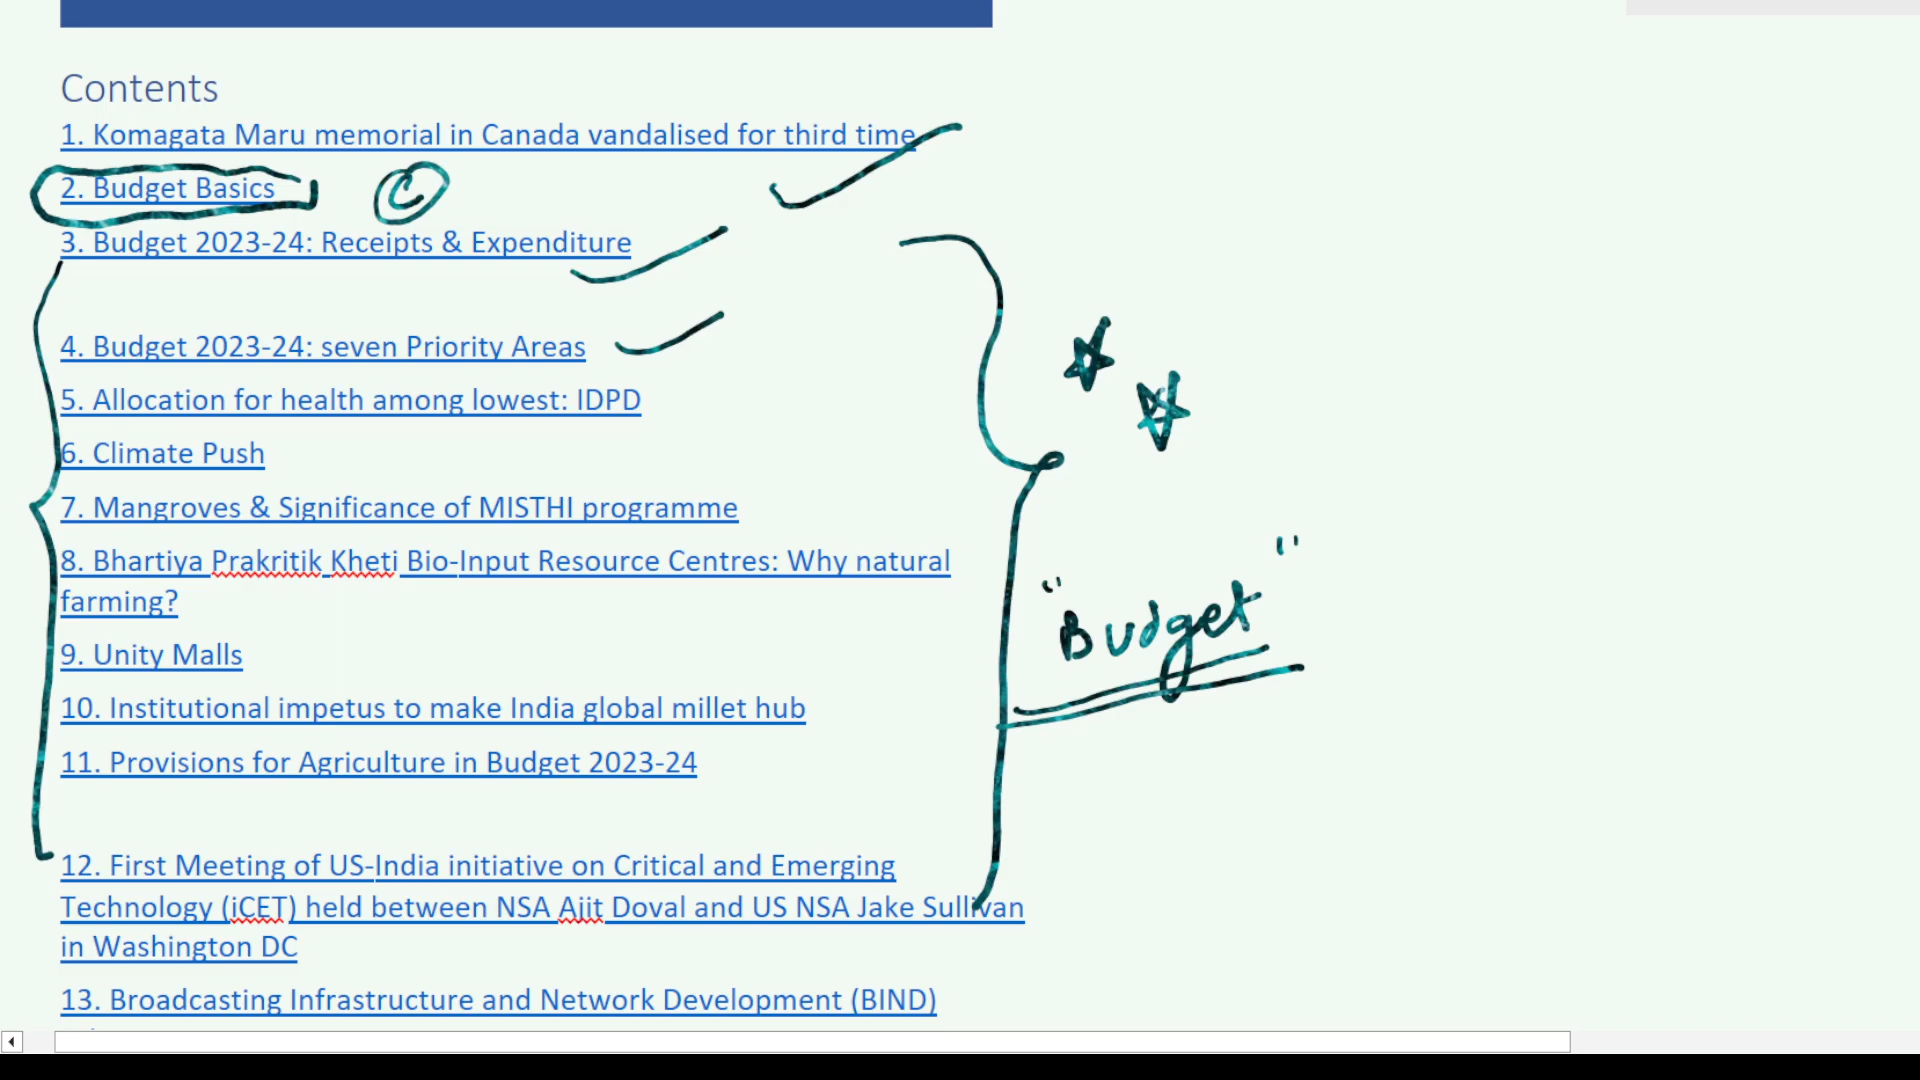 Contents
1. Komagata Maru memorial in Canada vandalised for third time
2. Budget Basics
C
3. Budget 2023-24: Receipts & Expenditure
4. Budget 2023-24: seven Priority Areas
5. Allocation for health among lowest: IDPD
6. Climate Push
7. Mangroves & Significance of MISTHI programme
8. Bhartiya Prakritik Kheti Bio-Input Resource Centres: Why natural
farming?
"Budget"
9. Unity Malls
10. Institutional impetus to make India global millet hub
11. Provisions for Agriculture in Budget 2023-24
12. First Meeting of US-India initiative on Critical and Emerging
Technology (iCET) held between NSA Ajit Doval and US NSA Jake Sullivan
in Washington DC
13. Broadcasting Infrastructure and Network Development (BIND)